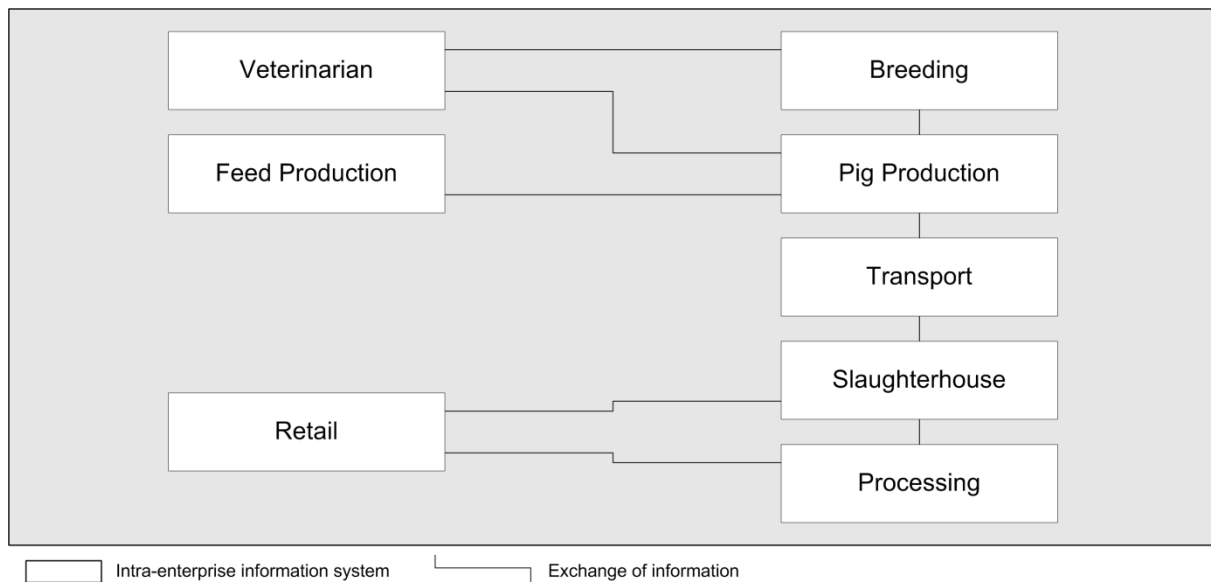 Veterinarian
Breeding
Feed Production
Pig Production
Transport
Slaughterhouse
Retail
Processing
Intra-enterprise information system
Exchange of information